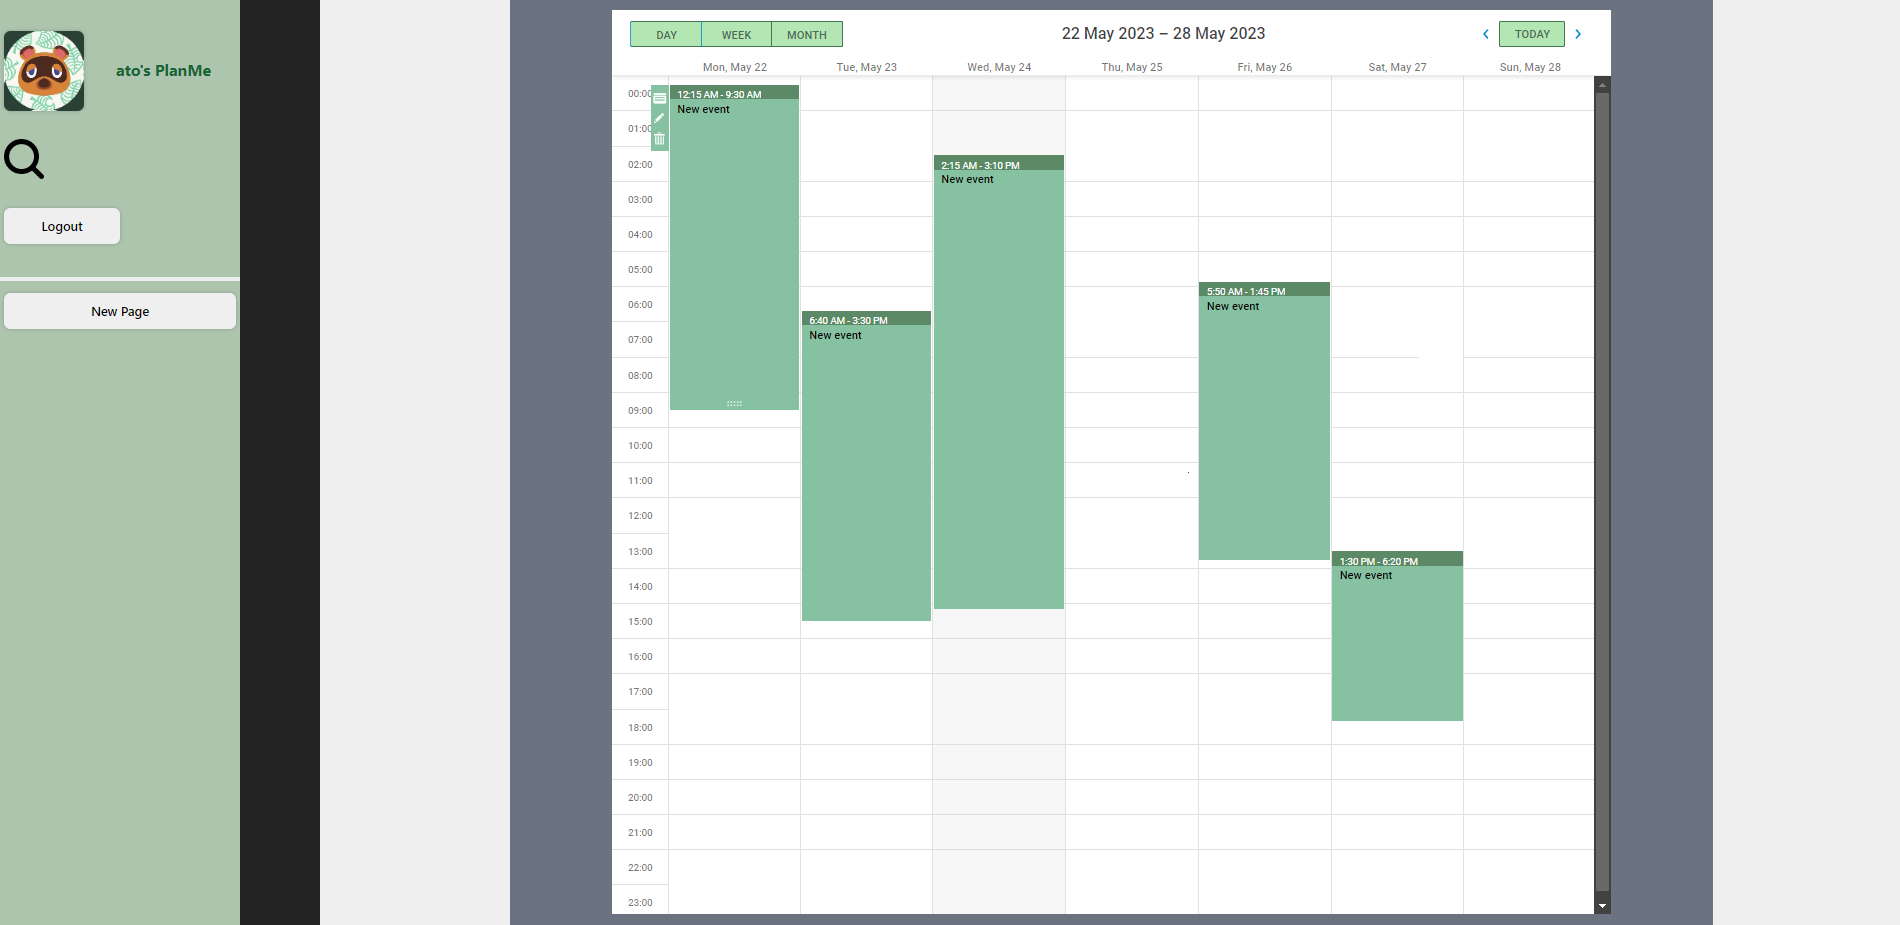 ato's PlanMe
Logout
New Page
DAY WEEK MONTH
22 May 2023 – 28 May 2023
TODAY
Mon, May 22 Tue, May 23 Wed, May 24 Thu, May 25 Fri, May 26 Sat, May 27 Sun, May 28
00:00
12:15 AM - 9:30 AM
New event
01:00
02:00
2:15 AM - 3:10 PM
New event
03:00
04:00
05:00
5:50 AM - 1:45 PM
New event
06:00
6:40 AM - 3:30 PM
New event
07:00
08:00
09:00
10:00
11:00
12:00
13:00
1:30 PM - 6:20 PM
New event
14:00
15:00
16:00
17:00
18:00
19:00
20:00
21:00
22:00
23:00